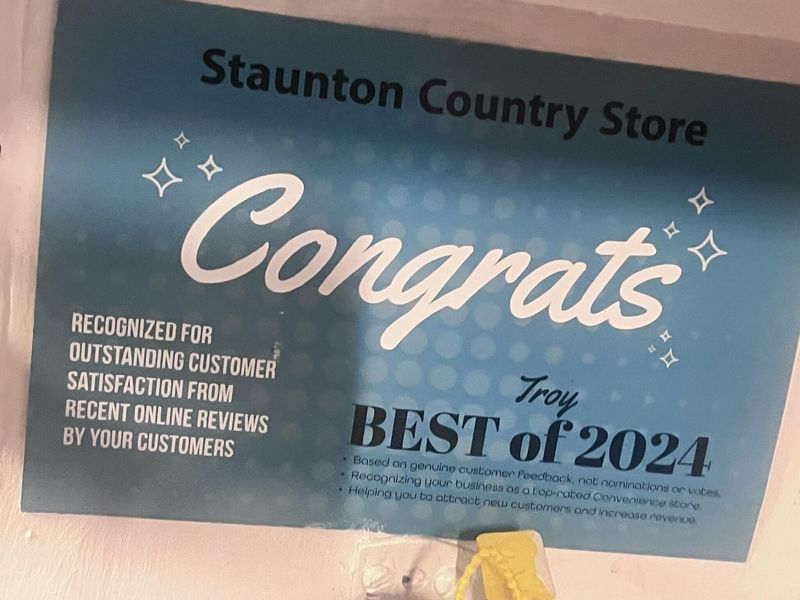 Staunton Country Store
Congrats
RECOGNIZED FOR
OUTSTANDING CUSTOMER
SATISFACTION FROM
RECENT ONLINE REVIEWS
BY YOUR CUSTOMERS
Troy
BEST of 2024
• Based on genuine customer feedback, not nominations or votes.
• Recognizing your business as a top-rated Convenience store.
• Helping you to attract new customers and increase revenue.